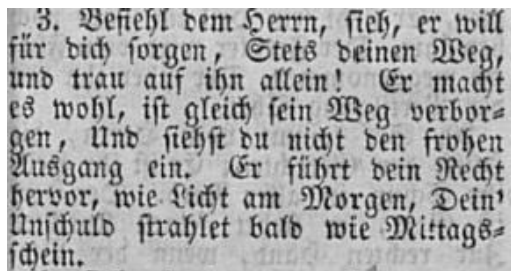 3. Befiehl dem Herrn, sieh, er will
für dich sorgen, Stets deinen Weg,
und trau auf ihn allein! Er macht
es wohl, ist gleich sein Weg verbor=
gen, Und siehst du nicht den frohen
Ausgang ein. Er führt dein Recht
hervor, wie Licht am Morgen, Dein'
Unschuld strahlet bald wie Mittags=
schein.